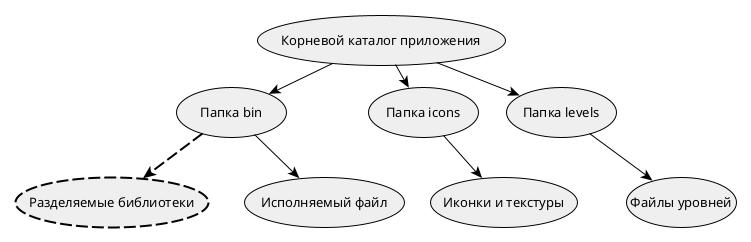 Корневой каталог приложения
Папка bin
Папка icons
Папка levels
Разделяемые библиотеки
Исполняемый файл
Иконки и текстуры
Файлы уровней